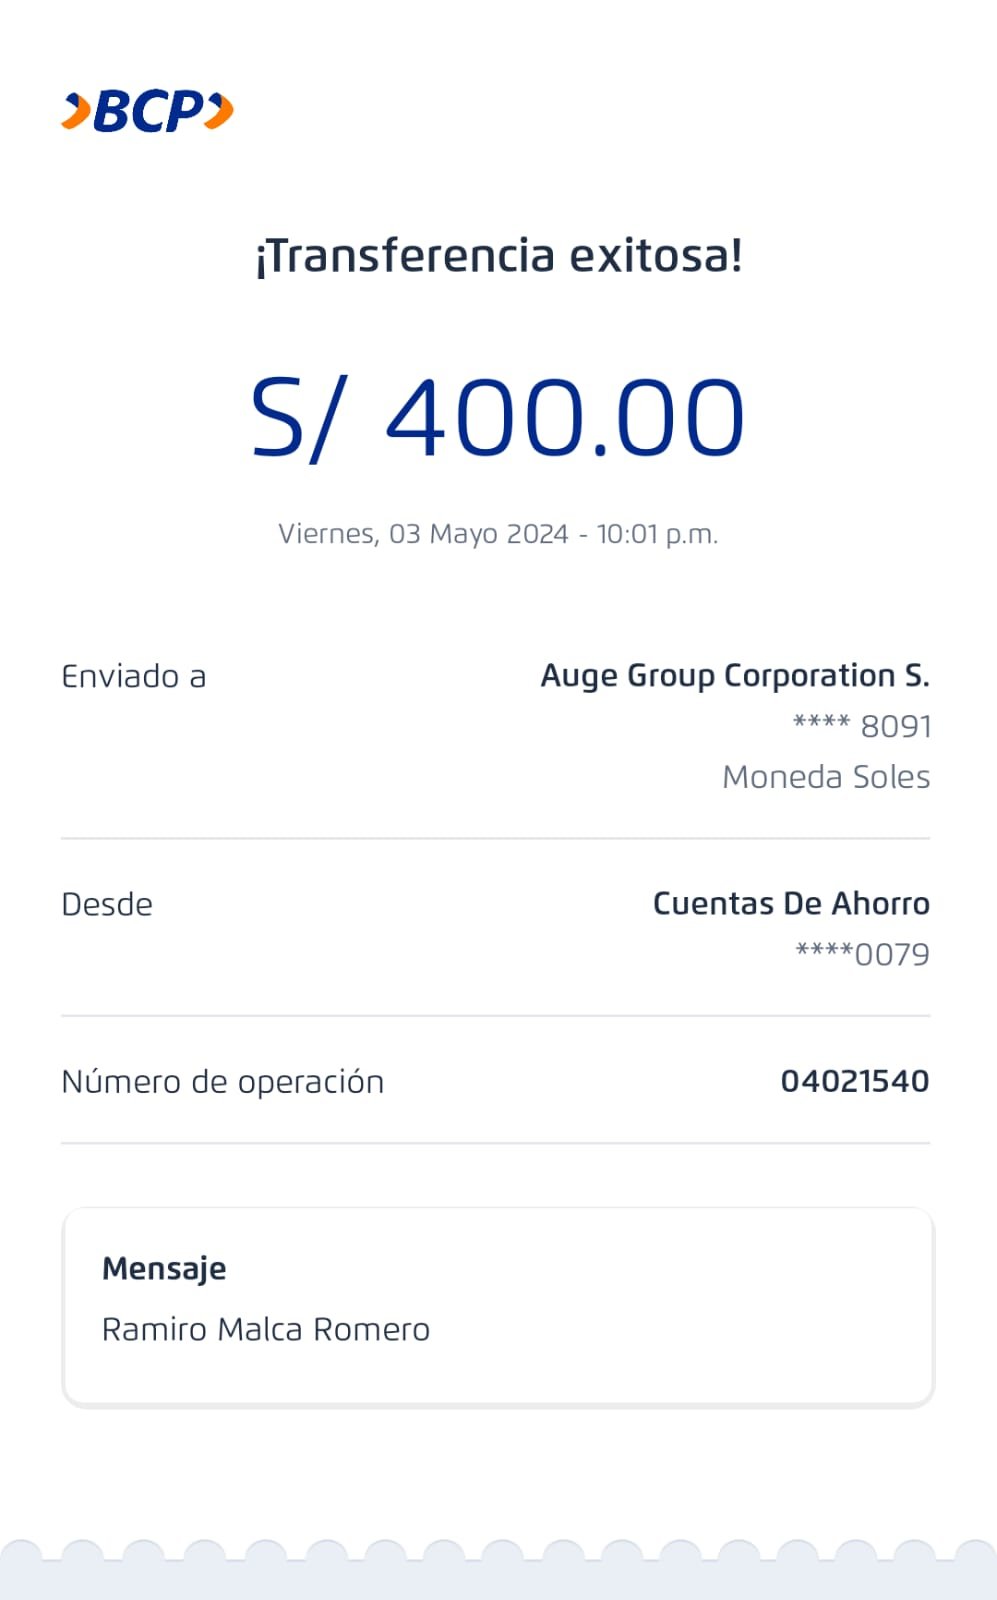 BCP
¡Transferencia exitosa!
S/ 400.00
Viernes, 03 Mayo 2024 - 10:01 p.m.
Enviado a
Auge Group Corporation S.
**** 8091
Moneda Soles
Desde
Cuentas De Ahorro
****0079
Número de operación
04021540
Mensaje
Ramiro Malca Romero